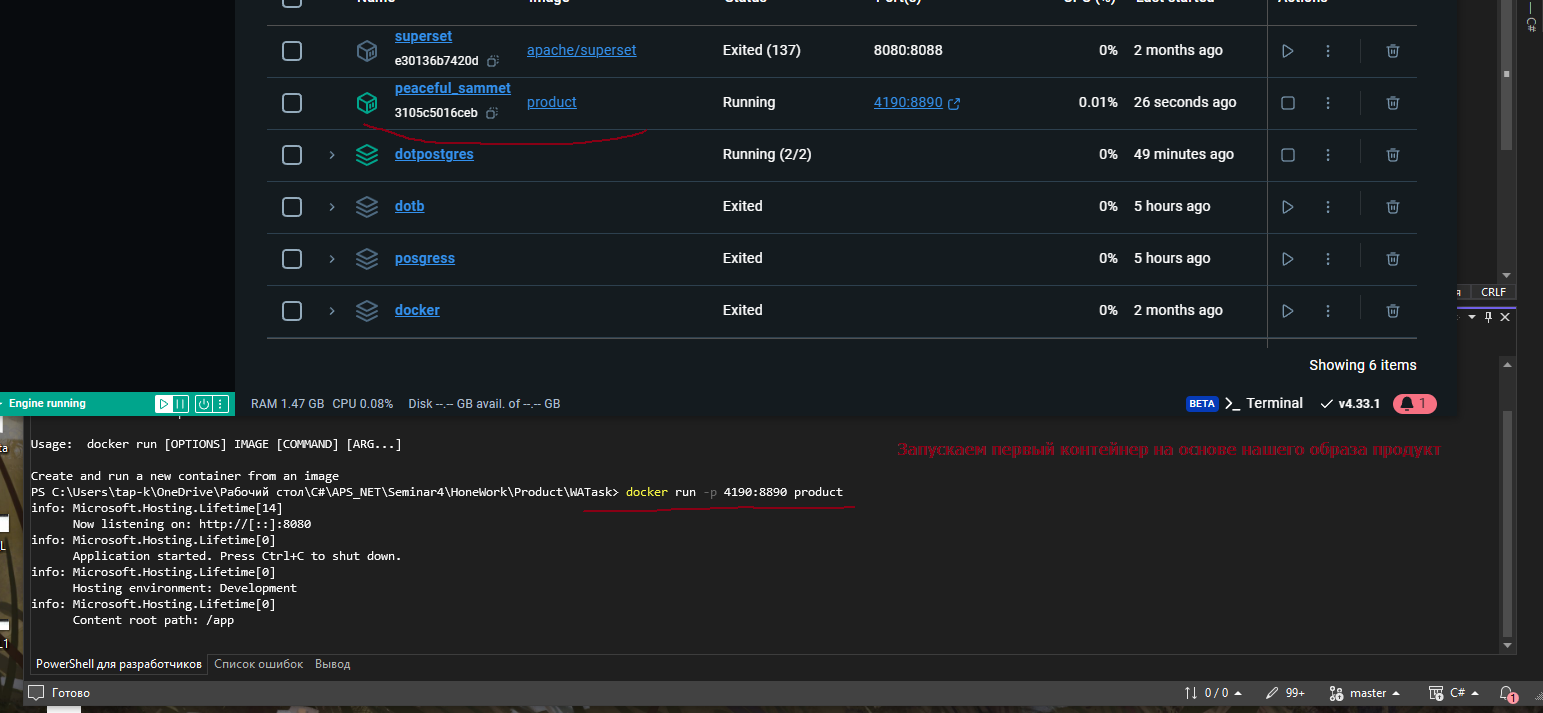 Name Image Status Port(s) CPU (%) Last started Actions
superset
e30136b7420d apache/superset Exited (137) 8080:8088 0% 2 months ago
peaceful_sammet
3105c5016ceb product Running 4190:8890 0.01% 26 seconds ago
dotpostgres Running (2/2) 0% 49 minutes ago
dotb Exited 0% 5 hours ago
posgress Exited 0% 5 hours ago
docker Exited 0% 2 months ago
Showing 6 items
C#
CRLF
Engine running RAM 1.47 GB CPU 0.08% Disk --.-- GB avail. of --.-- GB BETA Terminal v4.33.1 1
Usage:  docker run [OPTIONS] IMAGE [COMMAND] [ARG...]
Запускаем первый контейнер на основе нашего образа продукт
Create and run a new container from an image
PS C:\Users\tap-k\OneDrive\Рабочий стол\C#\APS_NET\Seminar4\HoneWork\Product\WATask> docker run -p 4190:8890 product
info: Microsoft.Hosting.Lifetime[14]
Now listening on: http://[::]:8080
info: Microsoft.Hosting.Lifetime[0]
Application started. Press Ctrl+C to shut down.
info: Microsoft.Hosting.Lifetime[0]
Hosting environment: Development
info: Microsoft.Hosting.Lifetime[0]
Content root path: /app
PowerShell для разработчиков Список ошибок Вывод
Готово 0 / 0 99+ master C# 1